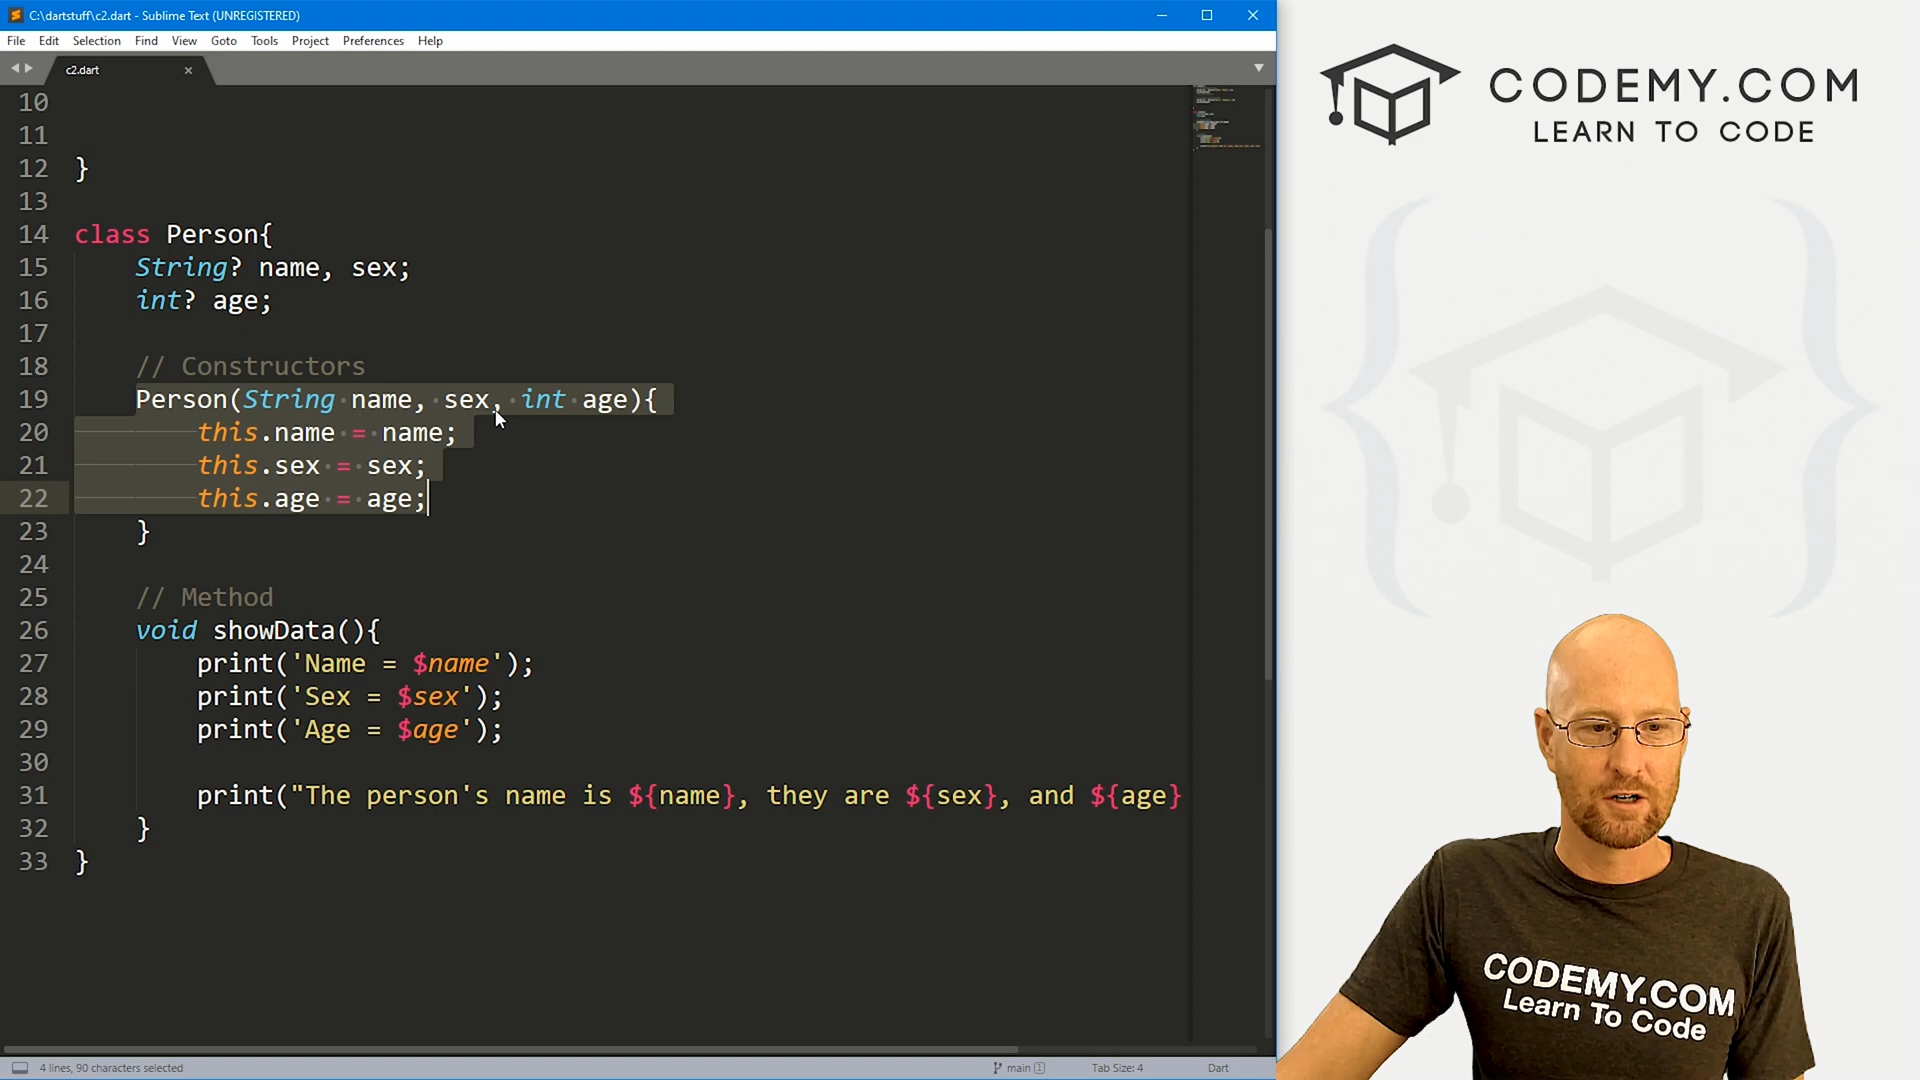 C:\dartstuff\c2.dart - Sublime Text (UNREGISTERED)
File Edit Selection Find View Goto Tools Project Preferences Help
c2.dart
10
11
12 }
13
14 class Person{
15 String? name, sex;
16 int? age;
17
18 // Constructors
19 Person(String name, sex, int age){
20 this.name = name;
21 this.sex = sex;
22 this.age = age;
23 }
24
25 // Method
26 void showData(){
27 print('Name = $name');
28 print('Sex = $sex');
29 print('Age = $age');
30
31 print("The person's name is ${name}, they are ${sex}, and ${age}
32 }
33 }
4 lines, 90 characters selected
main 1
Tab Size: 4
Dart
CODEMY.COM
LEARN TO CODE
CODEMY.COM
Learn To Code